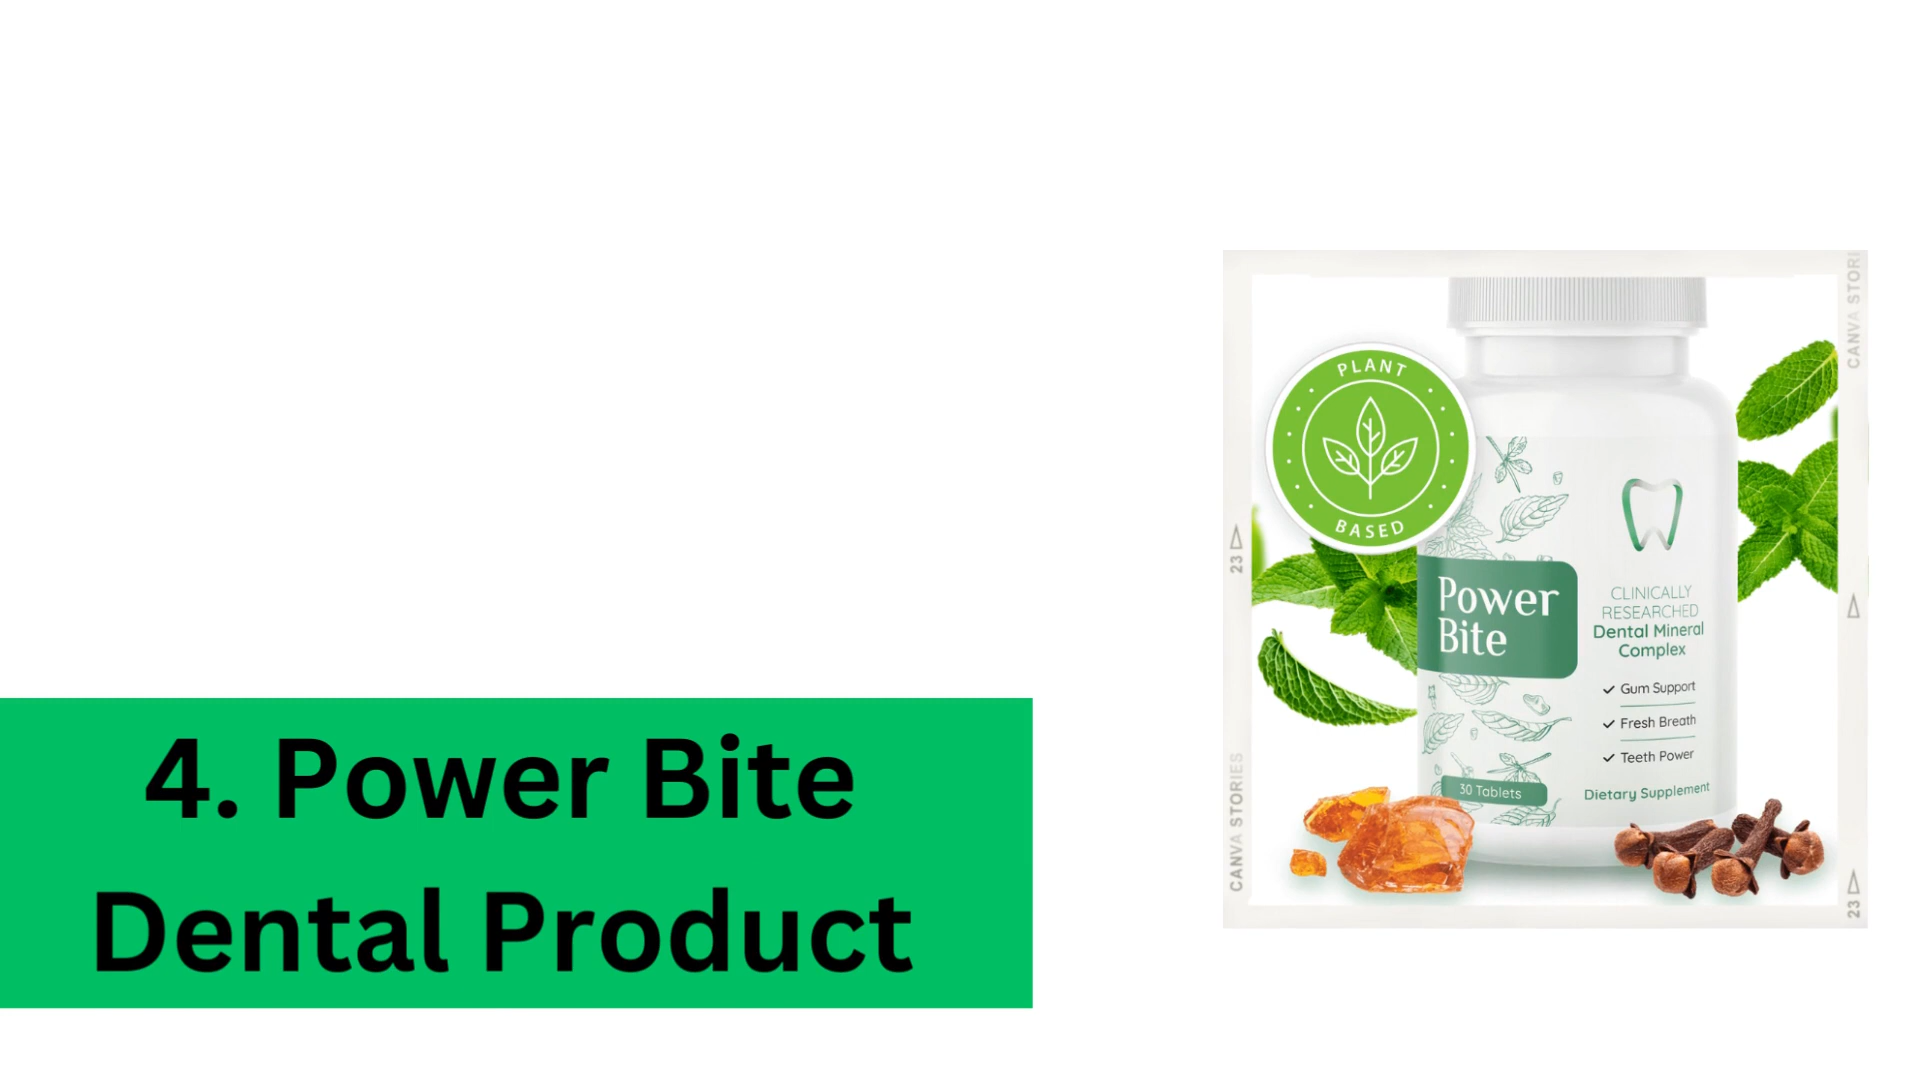 4. Power Bite
Dental Product
PLANT
BASED
Power
Bite
30 Tablets
CLINICALLY
RESEARCHED
Dental Mineral
Complex
✓ Gum Support
✓ Fresh Breath
✓ Teeth Power
Dietary Supplement
23
CANVA STORIES
CANVA STORI
23